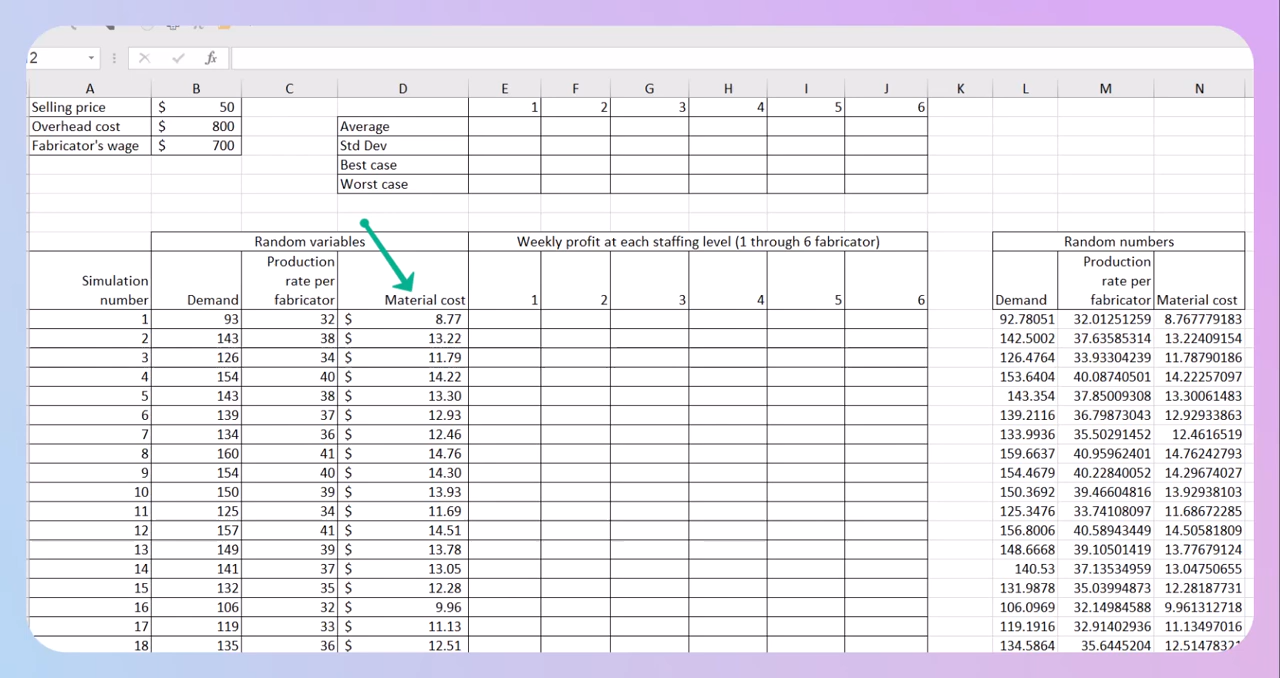 2 fx
A B C D E F G H I J K L M N
Selling price $ 50 1 2 3 4 5 6
Overhead cost $ 800 Average
Fabricator's wage $ 700 Std Dev
Best case
Worst case
Random variables Weekly profit at each staffing level (1 through 6 fabricator) Random numbers
Production Production
Simulation rate per rate per
number Demand fabricator Material cost 1 2 3 4 5 6 Demand fabricator Material cost
1 93 32 $ 8.77 92.78051 32.01251259 8.767779183
2 143 38 $ 13.22 142.5002 37.63585314 13.22409154
3 126 34 $ 11.79 126.4764 33.93304239 11.78790186
4 154 40 $ 14.22 153.6404 40.08740501 14.22257097
5 143 38 $ 13.30 143.354 37.85009308 13.30061483
6 139 37 $ 12.93 139.2116 36.79873043 12.92933863
7 134 36 $ 12.46 133.9936 35.50291452 12.4616519
8 160 41 $ 14.76 159.6637 40.95962401 14.76242793
9 154 40 $ 14.30 154.4679 40.22840052 14.29674027
10 150 39 $ 13.93 150.3692 39.46604816 13.92938103
11 125 34 $ 11.69 125.3476 33.74108097 11.68672285
12 157 41 $ 14.51 156.8006 40.58943449 14.50581809
13 149 39 $ 13.78 148.6668 39.10501419 13.77679124
14 141 37 $ 13.05 140.53 37.13534959 13.04750655
15 132 35 $ 12.28 131.9878 35.03994873 12.28187731
16 106 32 $ 9.96 106.0969 32.14984588 9.961312718
17 119 33 $ 11.13 119.1916 32.91402936 11.13497016
18 135 36 $ 12.51 134.5864 35.6445204 12.51478321